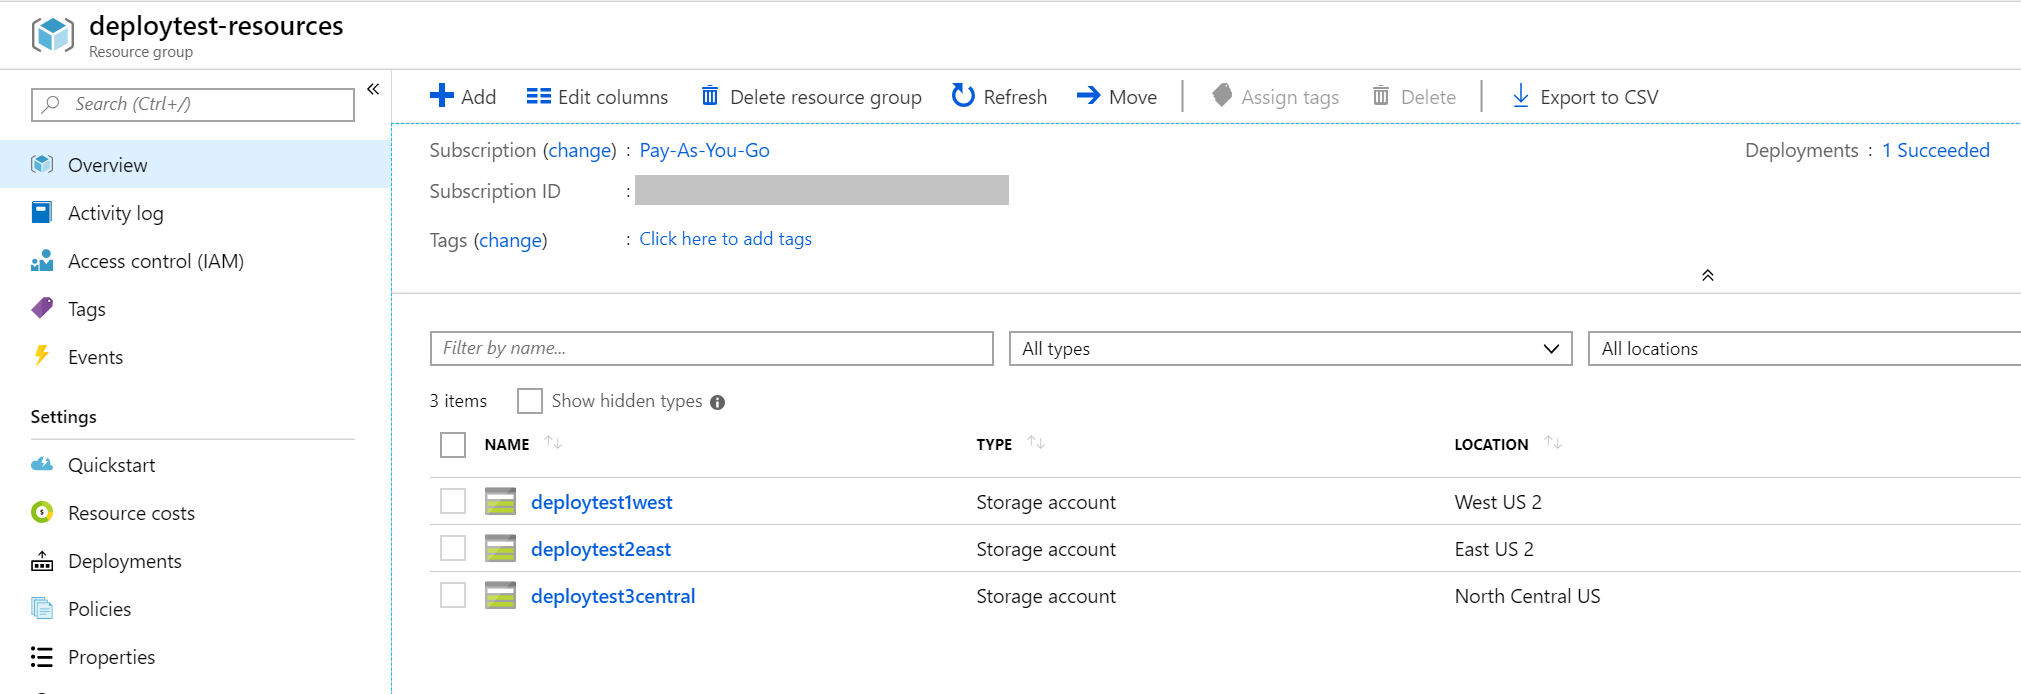 deploytest-resources
Resource group
Search (Ctrl+/)
«
Overview
Activity log
Access control (IAM)
Tags
Events
Settings
Quickstart
Resource costs
Deployments
Policies
Properties
Add Edit columns Delete resource group Refresh Move Assign tags Delete Export to CSV
Subscription (change) : Pay-As-You-Go
Deployments : 1 Succeeded
Subscription ID :
Tags (change) : Click here to add tags
Filter by name... All types All locations
3 items Show hidden types
NAME TYPE LOCATION
deploytest1west Storage account West US 2
deploytest2east Storage account East US 2
deploytest3central Storage account North Central US